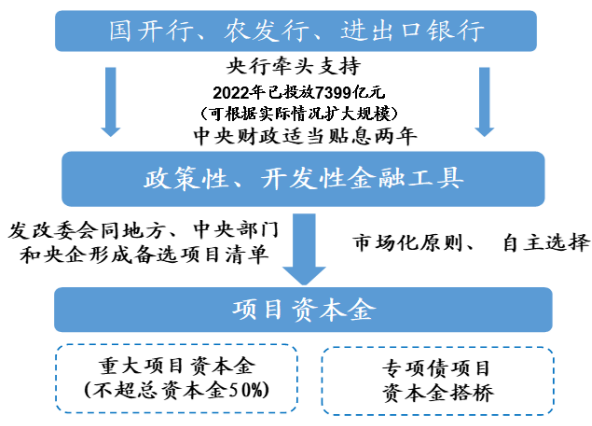 国开行、农发行、进出口银行
央行牵头支持
2022年已投放7399亿元
（可根据实际情况扩大规模）
中央财政适当贴息两年
政策性、开发性金融工具
发改委会同地方、中央部门
和央企形成备选项目清单
市场化原则、 自主选择
项目资本金
重大项目资本金
(不超总资本金50%)
专项债项目
资本金搭桥